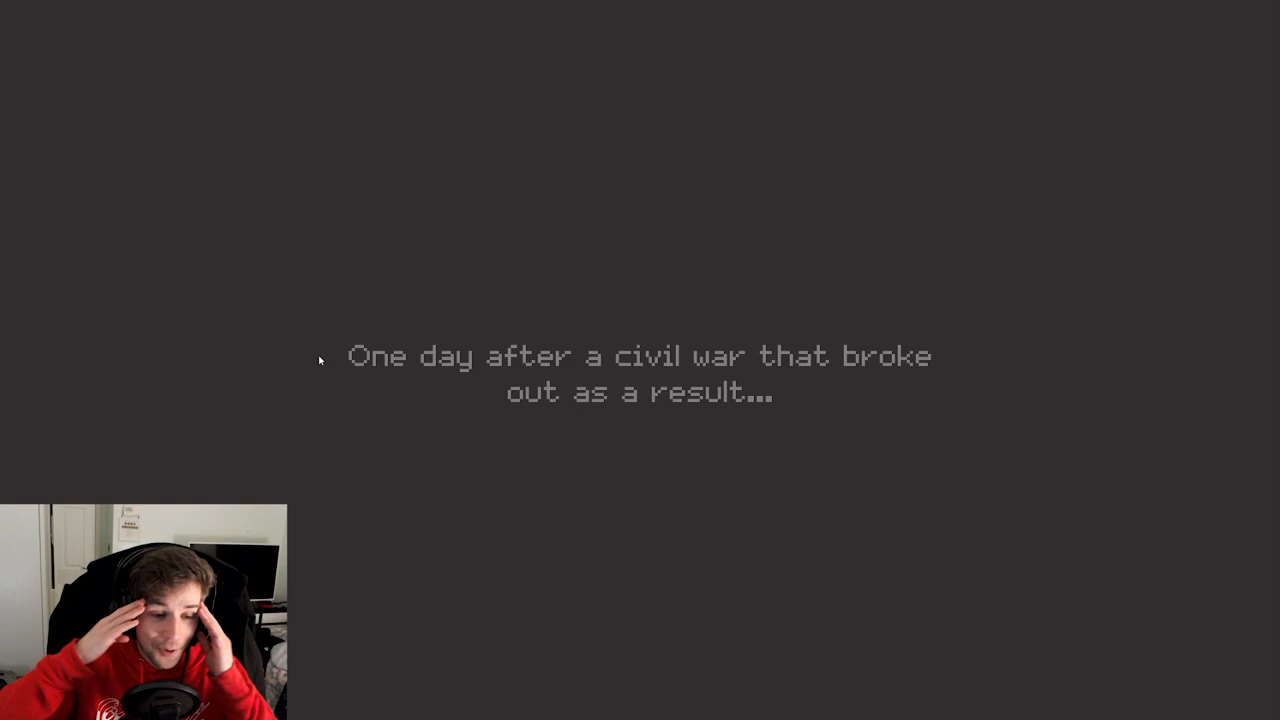 One day after a civil war that broke
out as a result...